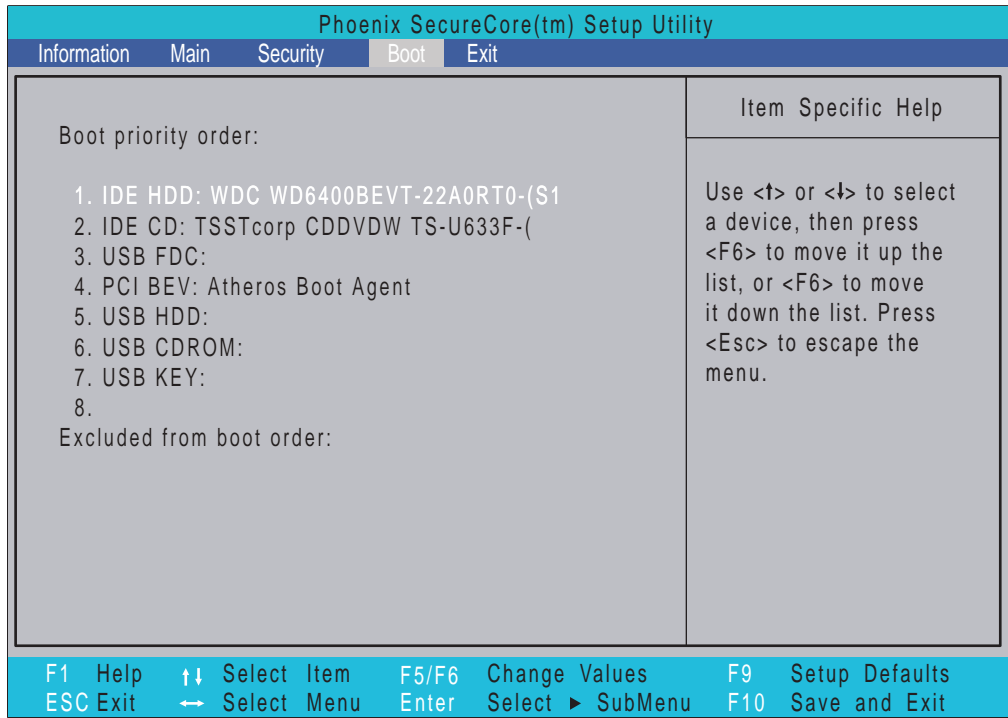 Phoenix SecureCore(tm) Setup Utility
Information Main Security Boot Exit
Boot priority order:
1. IDE HDD: WDC WD6400BEVT-22A0RT0-(S1
2. IDE CD: TSSTcorp CDDVDW TS-U633F-(
3. USB FDC:
4. PCI BEV: Atheros Boot Agent
5. USB HDD:
6. USB CDROM:
7. USB KEY:
8.
Excluded from boot order:
Item Specific Help
Use <↑> or <↓> to select
a device, then press
<F6> to move it up the
list, or <F6> to move
it down the list. Press
<Esc> to escape the
menu.
F1 Help ↑↓ Select Item F5/F6 Change Values F9 Setup Defaults
ESC Exit ↔ Select Menu Enter Select ▶ SubMenu F10 Save and Exit